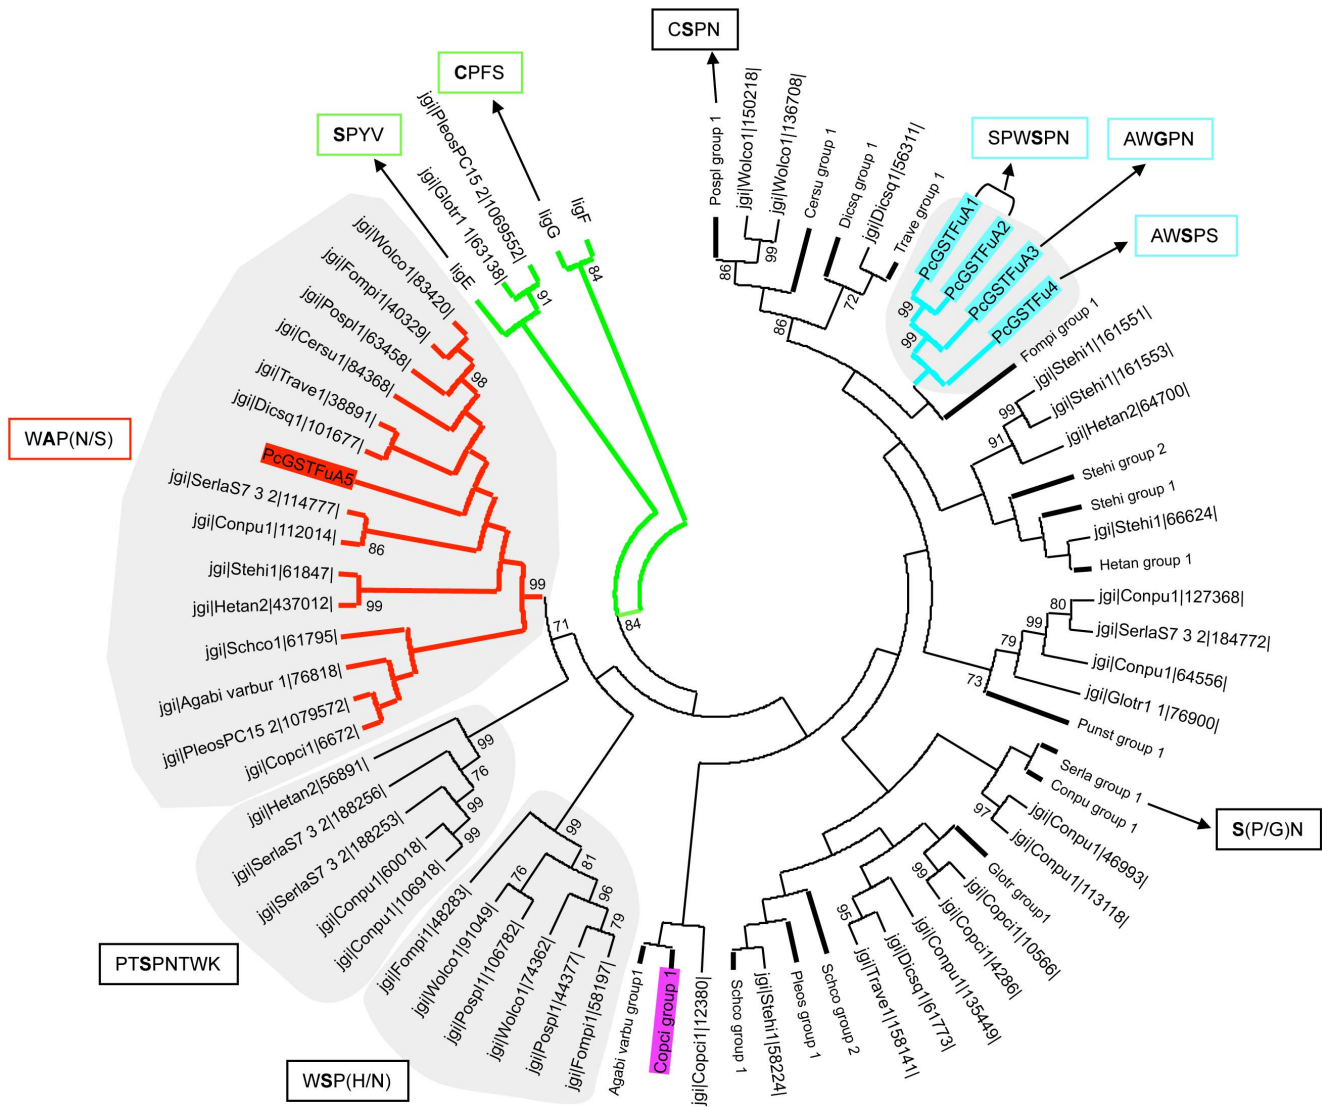 CSPN
CPFS
SPYV
SPWSPN
AWGPN
AWSPS
WAP(N/S)
PTSPNTWK
WSP(H/N)
S(P/G)N
Pospl group 1
jgi|Wolco1|150218|
jgi|Wolco1|136708|
Cersu group 1
Dicsq group 1
jgi|Dicsq1|56311|
Trave group 1
PcGSTFuA1
PcGSTFuA2
PcGSTFuA3
PcGSTFu4
Fompi group 1
jgi|Stehi1|161551|
jgi|Stehi1|161553|
jgi|Hetan2|64700|
Stehi group 2
Stehi group 1
jgi|Stehi1|66624|
Hetan group 1
jgi|Conpu1|127368|
jgi|SerlaS7 3 2|184772|
jgi|Conpu1|64556|
jgi|Glotr1 1|76900|
Punst group 1
Serla group 1
Conpu group 1
jgi|Conpu1|46993|
jgi|Conpu1|113118|
Glotr group1
jgi|Copci1|10566|
jgi|Copci1|4286|
jgi|Conpu1|135449|
jgi|Dicsq1|61773|
jgi|Trave1|158141|
Schco group 2
Pleos group 1
jgi|Stehi1|58224|
Schco group 1
jgi|Copci1|12380|
Copci group 1
Agabi varbu group1
jgi|Fompi1|58197|
jgi|Pospl1|44377|
jgi|Wolco1|74362|
jgi|Pospl1|106782|
jgi|Wolco1|91049|
jgi|Fompi1|48283|
jgi|Conpu1|106918|
jgi|Conpu1|60018|
jgi|SerlaS7 3 2|188253|
jgi|SerlaS7 3 2|188256|
jgi|Hetan2|56891|
jgi|Copci1|6672|
jgi|PleosPC15 2|1079572|
jgi|Agabi varbur 1|76818|
jgi|Schco1|61795|
jgi|Hetan2|437012|
jgi|Stehi1|61847|
jgi|Conpu1|112014|
jgi|SerlaS7 3 2|114777|
PcGSTFuA5
jgi|Dicsq1|101677|
jgi|Trave1|38891|
jgi|Cersu1|84368|
jgi|Pospl1|63458|
jgi|Fompi1|40329|
jgi|Wolco1|83420|
ligE
jgi|Glotr1 1|63138|
jgi|PleosPC15 2|1069552|
ligG
ligF
86
99
86
72
99
99
99
91
80
99
79
73
97
99
95
79
96
81
76
99
99
99
76
99
71
99
99
86
98
91
84
84